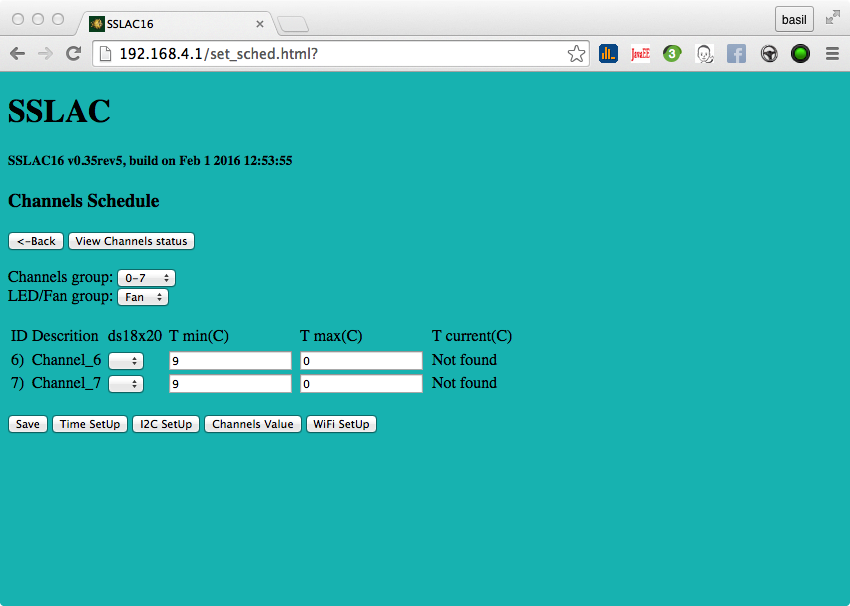 SSLAC16
basil
192.168.4.1/set_sched.html?
JavaEE
3
SSLAC
SSLAC16 v0.35rev5, build on Feb 1 2016 12:53:55
Channels Schedule
<-Back View Channels status
Channels group: 0-7
LED/Fan group: Fan
ID Descrition ds18x20 T min(C) T max(C) T current(C)
6) Channel_6 9 0 Not found
7) Channel_7 9 0 Not found
Save Time SetUp I2C SetUp Channels Value WiFi SetUp